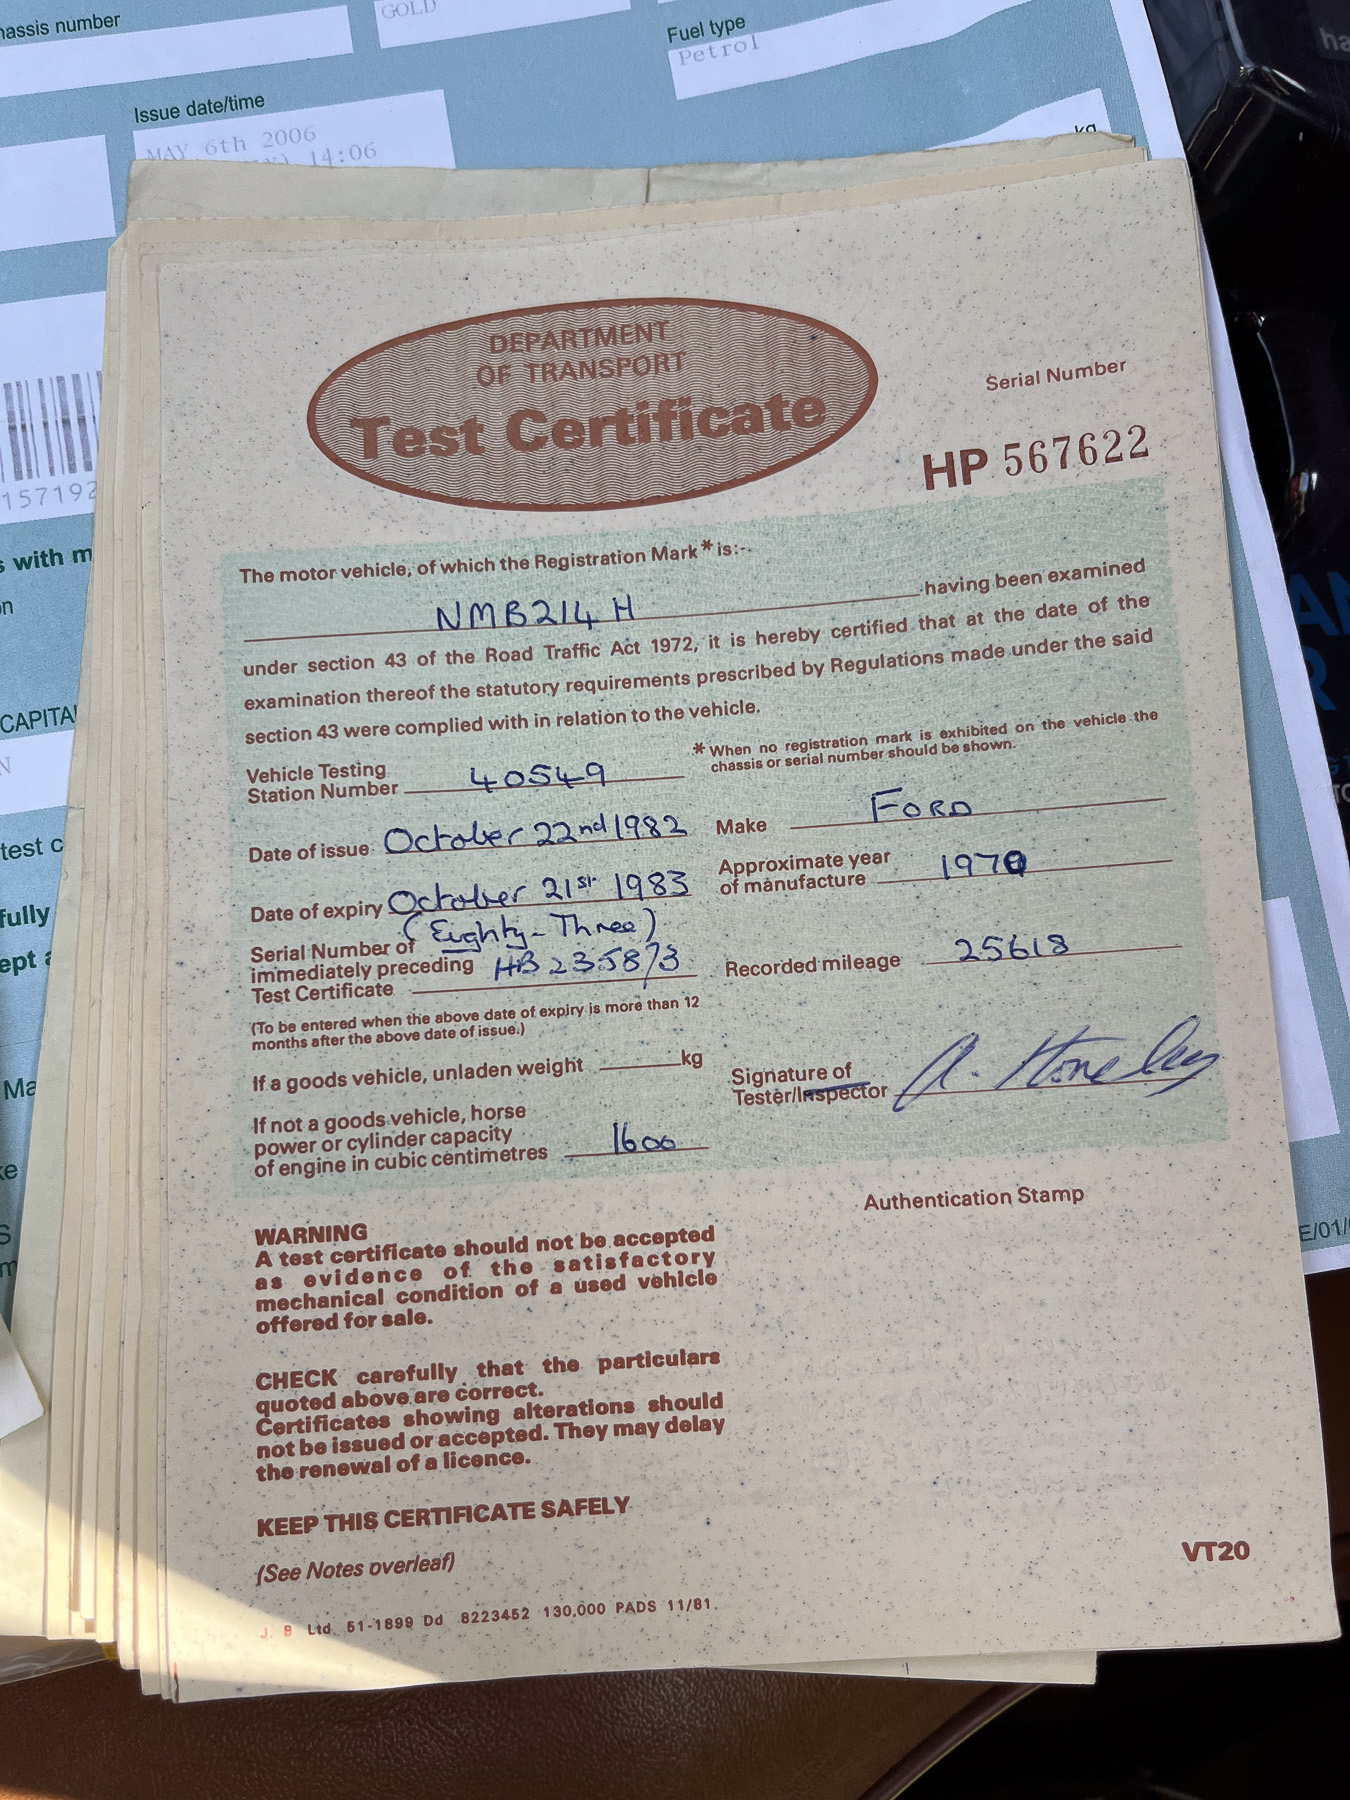 hassis number
GOLD
Fuel type
Petrol
Issue date/time
MAY 6th 2006
14:06
kg
157192
s with m
on
CAPITA
N
test c
fully
ept a
Ma
ke
S
m
E/01/
DEPARTMENT
OF TRANSPORT
Test Certificate
Serial Number
HP 567622
The motor vehicle, of which the Registration Mark * is:-
NMB214 H having been examined
under section 43 of the Road Traffic Act 1972, it is hereby certified that at the date of the
examination thereof the statutory requirements prescribed by Regulations made under the said
section 43 were complied with in relation to the vehicle.
* When no registration mark is exhibited on the vehicle the
chassis or serial number should be shown.
Vehicle Testing
Station Number 40549
Date of issue October 22nd 1982
Make FORD
Date of expiry October 21st 1983
(Eighty-Three)
Approximate year
of manufacture 1970
Serial Number of
immediately preceding
Test Certificate HB 235873
Recorded mileage 25618
(To be entered when the above date of expiry is more than 12
months after the above date of issue.)
If a goods vehicle, unladen weight kg
Signature of
Tester/Inspector
If not a goods vehicle, horse
power or cylinder capacity
of engine in cubic centimetres 1600
Authentication Stamp
WARNING
A test certificate should not be accepted
as evidence of the satisfactory
mechanical condition of a used vehicle
offered for sale.
CHECK carefully that the particulars
quoted above are correct.
Certificates showing alterations should
not be issued or accepted. They may delay
the renewal of a licence.
KEEP THIS CERTIFICATE SAFELY
(See Notes overleaf)
VT20
J. B Ltd. 51-1899 Dd 8223452 130,000 PADS 11/81.